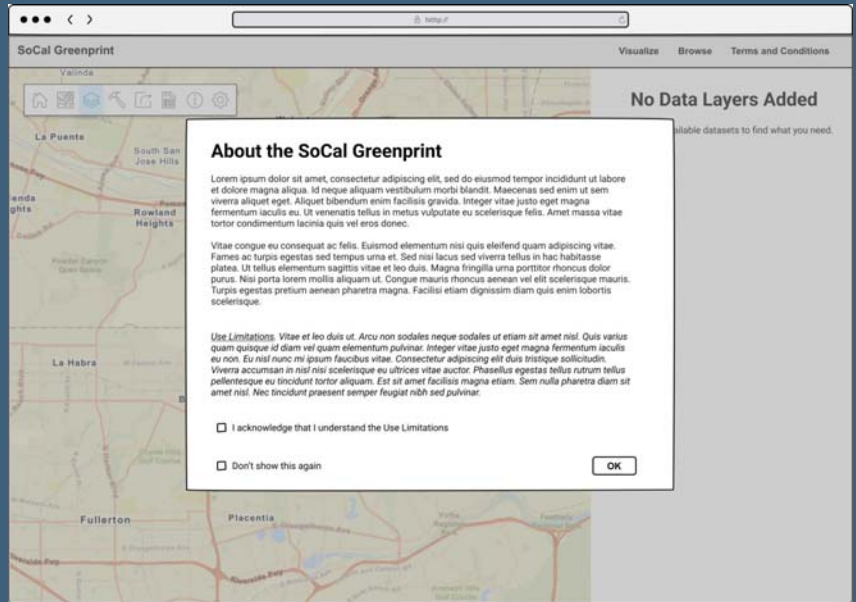 http://
SoCal Greenprint
Visualize Browse Terms and Conditions
Valinda
No Data Layers Added
available datasets to find what you need.
La Puente
South San
Jose Hills
Rowland
Heights
About the SoCal Greenprint
Lorem ipsum dolor sit amet, consectetur adipiscing elit, sed do eiusmod tempor incididunt ut labore
et dolore magna aliqua. Id neque aliquam vestibulum morbi blandit. Maecenas sed enim ut sem
viverra aliquet eget. Aliquet bibendum enim facilisis gravida. Integer vitae justo eget magna
fermentum iaculis eu. Ut venenatis tellus in metus vulputate eu scelerisque felis. Amet massa vitae
tortor condimentum lacinia quis vel eros donec.
Vitae congue eu consequat ac felis. Euismod elementum nisi quis eleifend quam adipiscing vitae.
Fames ac turpis egestas sed tempus urna et. Sed nisi lacus sed viverra tellus in hac habitasse
platea. Ut tellus elementum sagittis vitae et leo duis. Magna fringilla urna porttitor rhoncus dolor
purus. Nisi porta lorem mollis aliquam ut. Congue mauris rhoncus aenean vel elit scelerisque mauris.
Turpis egestas pretium aenean pharetra magna. Facilisi etiam dignissim diam quis enim lobortis
scelerisque.
Use Limitations. Vitae et leo duis ut. Arcu non sodales neque sodales ut etiam sit amet nisl. Quis varius
quam quisque id diam vel quam elementum pulvinar. Integer vitae justo eget magna fermentum iaculis
eu non. Eu nisl nunc mi ipsum faucibus vitae. Consectetur adipiscing elit duis tristique sollicitudin.
Viverra accumsan in nisl nisi scelerisque eu ultrices vitae auctor. Phasellus egestas tellus rutrum tellus
pellentesque eu tincidunt tortor aliquam. Est sit amet facilisis magna etiam. Sem nulla pharetra diam sit
amet nisl. Nec tincidunt praesent semper feugiat nibh sed pulvinar.
I acknowledge that I understand the Use Limitations
Don't show this again
OK
La Habra
Fullerton
Placentia
Riverside Fwy